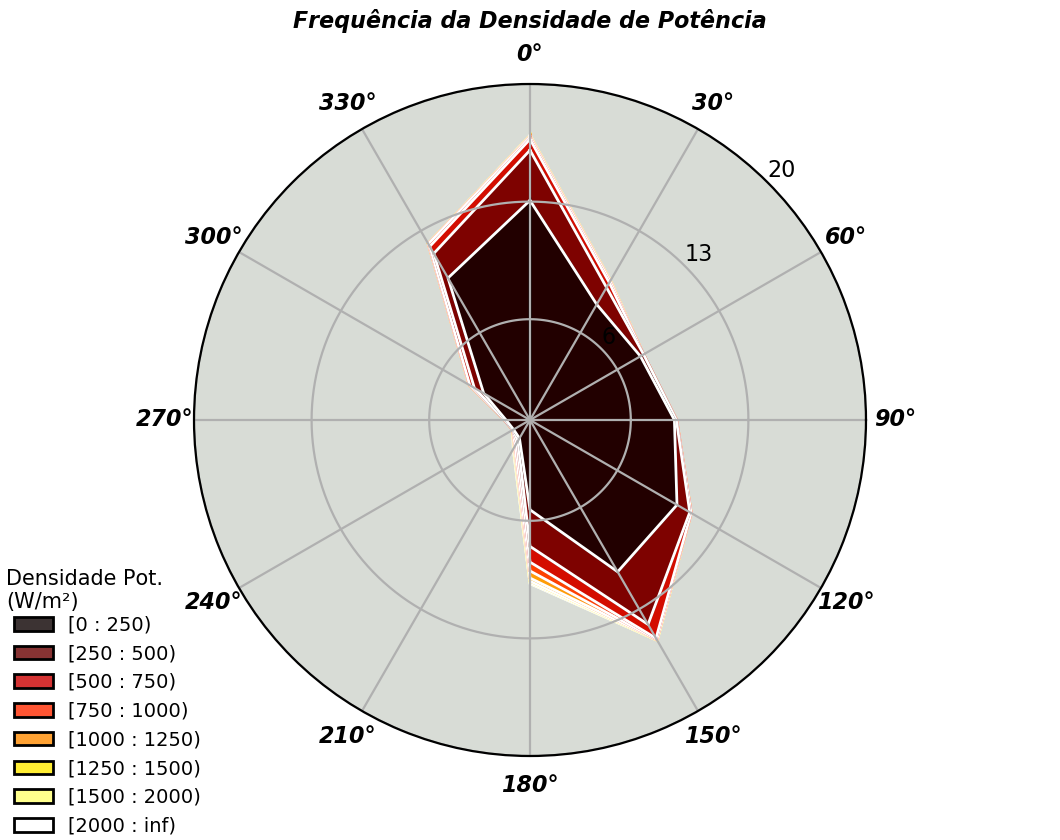 Frequência da Densidade de Potência
0°
330°
30°
20
300°
60°
13
6
270°
90°
Densidade Pot.
(W/m²)
240°
120°
[0 : 250)
[250 : 500)
[500 : 750)
[750 : 1000)
210°
150°
[1000 : 1250)
[1250 : 1500)
180°
[1500 : 2000)
[2000 : inf)